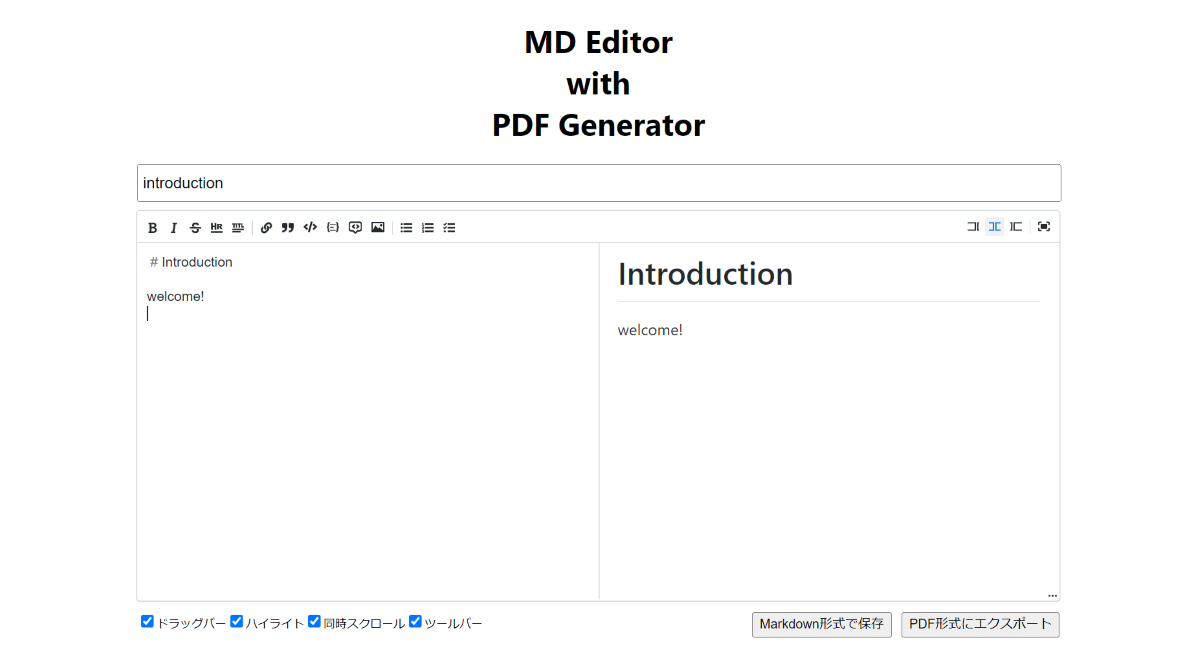 MD Editor
with
PDF Generator
introduction
B I S HR TITL
# Introduction
welcome!
Introduction
welcome!
ドラッグバー ハイライト 同時スクロール ツールバー
Markdown形式で保存 PDF形式にエクスポート